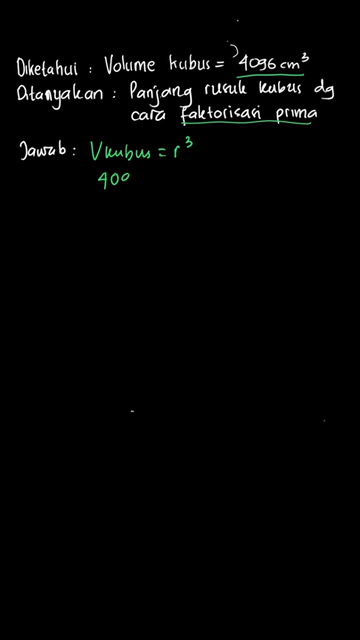 Diketahui : Volume kubus = 4096 cm³
Ditanyakan : Panjang rusuk kubus dg
cara faktorisasi prima
Jawab : V kubus = r³
400